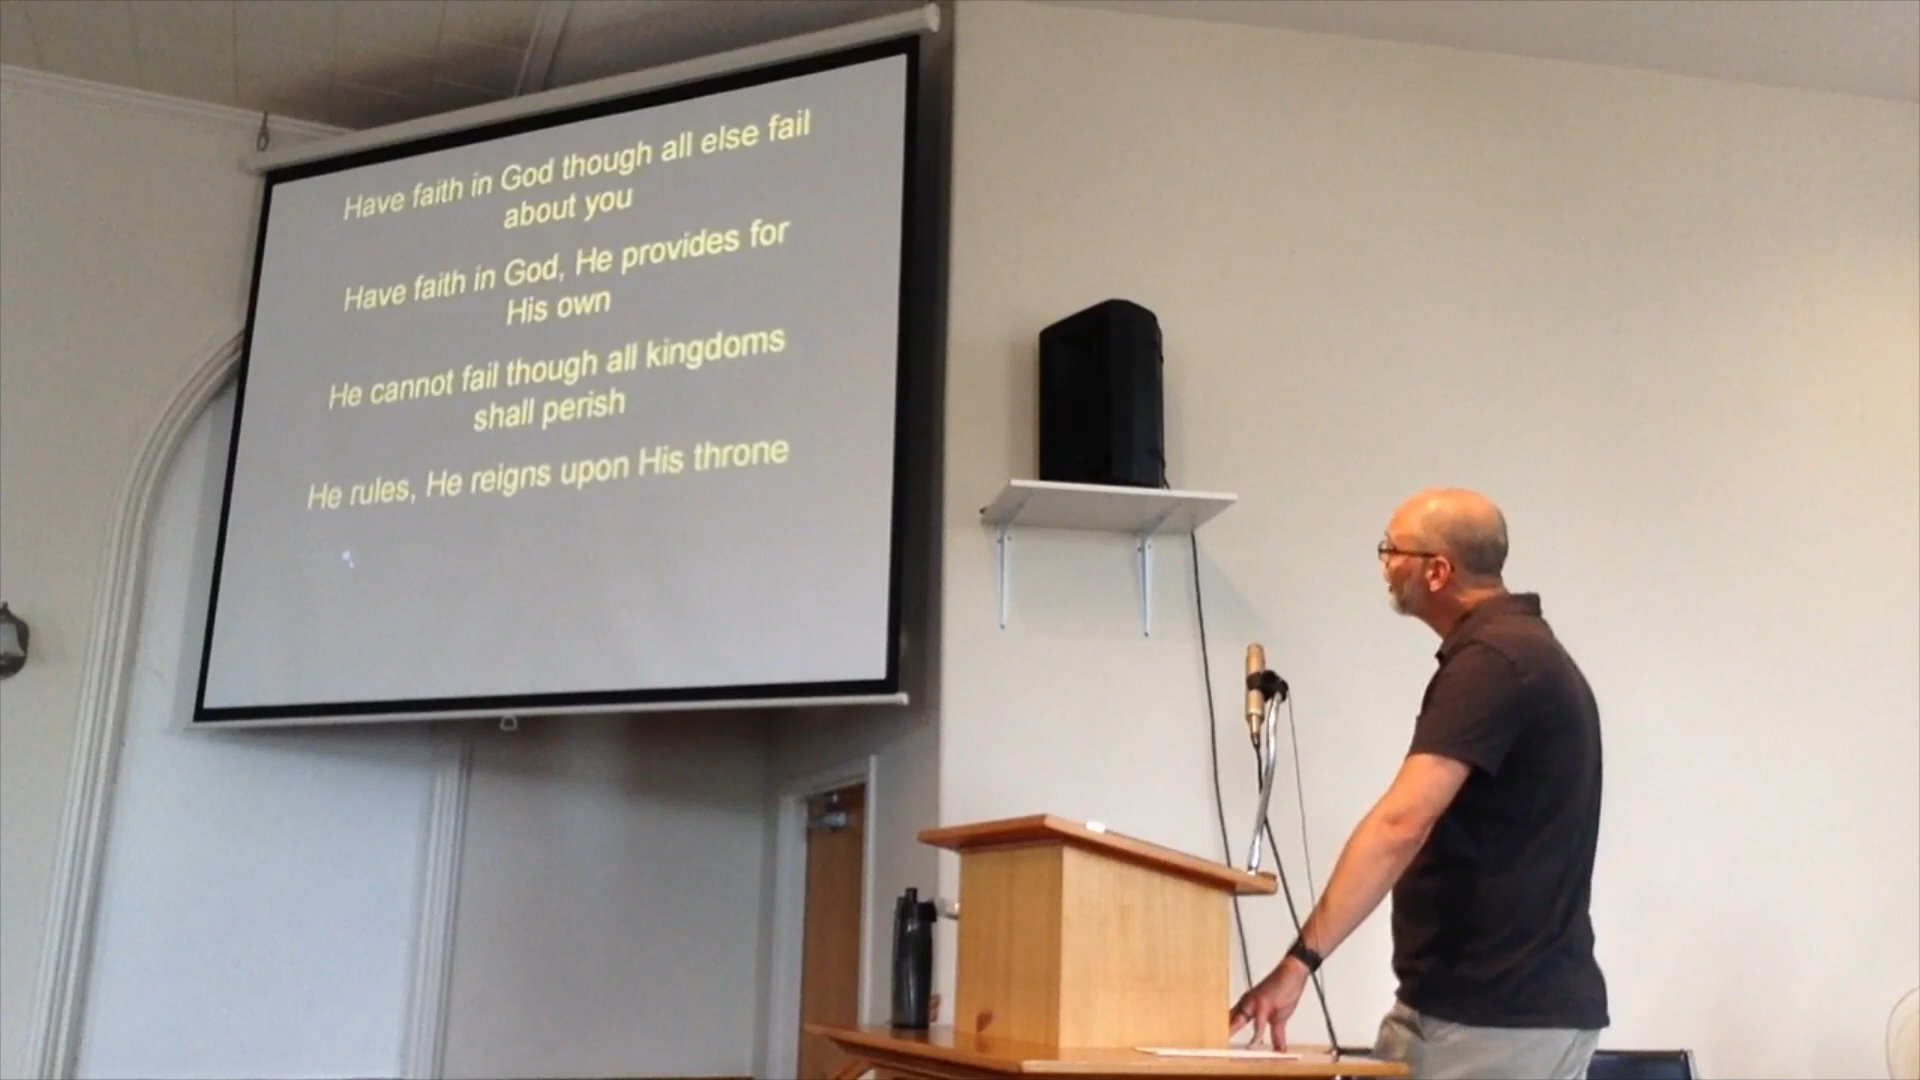 Have faith in God though all else fail
about you
Have faith in God, He provides for
His own
He cannot fail though all kingdoms
shall perish
He rules, He reigns upon His throne